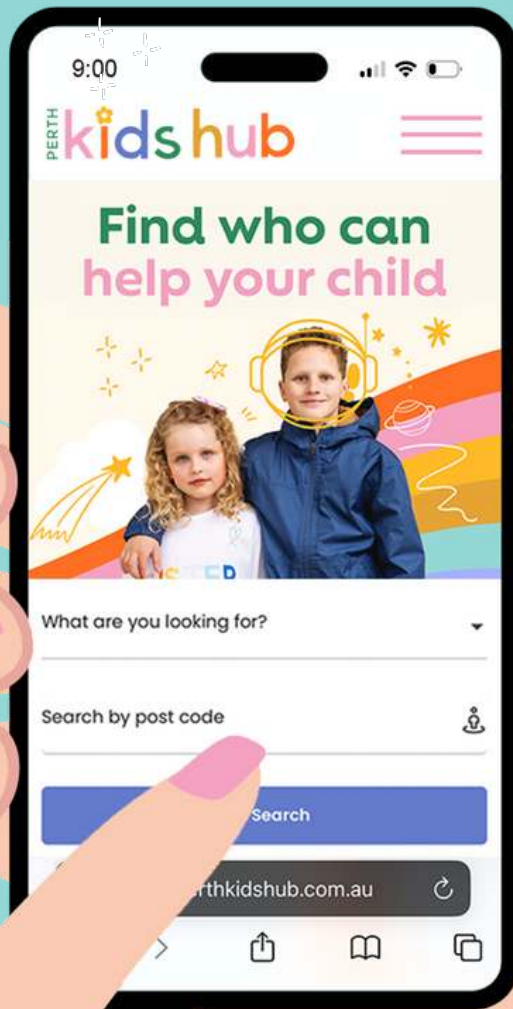 9:00
PERTH
kids hub
Find who can
help your child
What are you looking for?
Search by post code
Search
rthkidshub.com.au